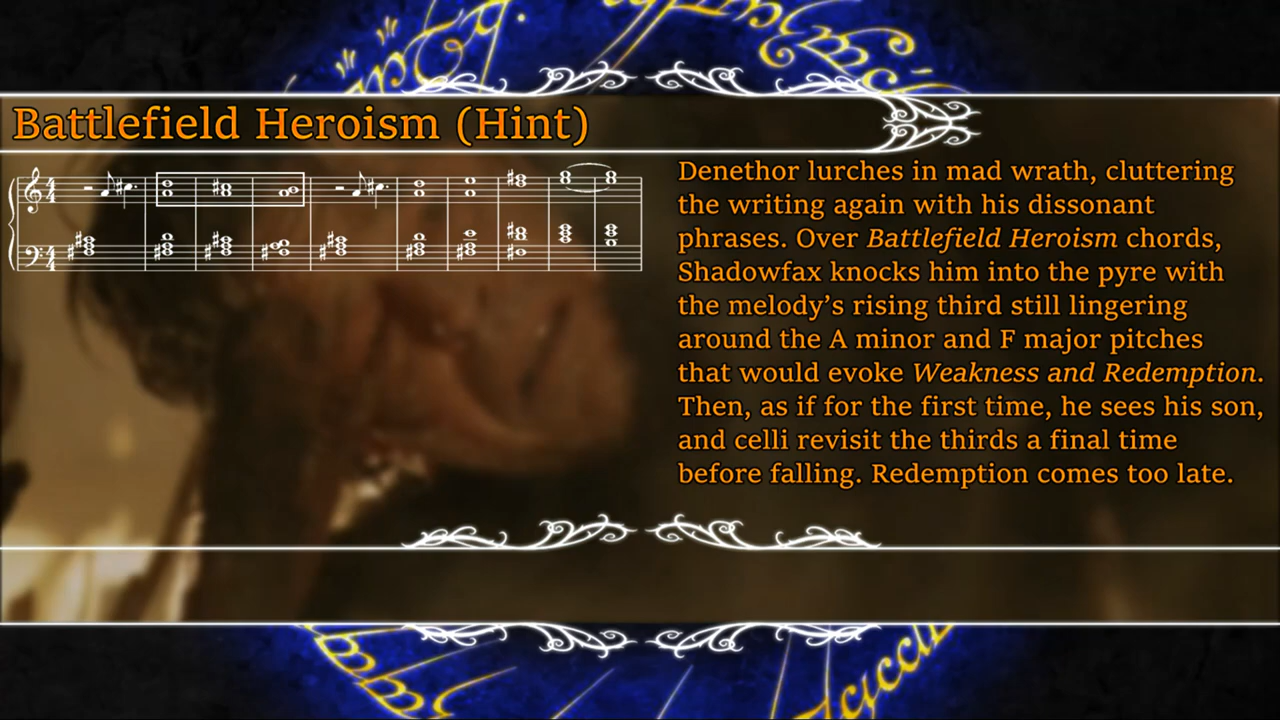 Battlefield Heroism (Hint)
Denethor lurches in mad wrath, cluttering
the writing again with his dissonant
phrases. Over Battlefield Heroism chords,
Shadowfax knocks him into the pyre with
the melody’s rising third still lingering
around the A minor and F major pitches
that would evoke Weakness and Redemption.
Then, as if for the first time, he sees his son,
and celli revisit the thirds a final time
before falling. Redemption comes too late.